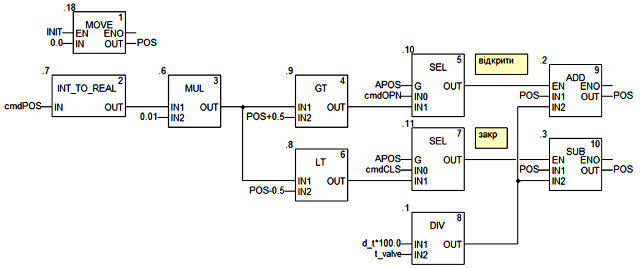 .18 MOVE 1
INIT EN ENO
0.0 IN OUT POS
.7 INT_TO_REAL 2
cmdPOS IN OUT
.6 MUL 3
IN1 OUT
0.01 IN2
.9 GT 4
IN1 OUT
POS+0.5 IN2
.8 LT 6
IN1 OUT
POS-0.5 IN2
.10 SEL 5
APOS G OUT
cmdOPN IN0
IN1
відкрити
.11 SEL 7
APOS G OUT
cmdCLS IN0
IN1
закр
.1 DIV 8
d_t*100.0 IN1 OUT
t_valve IN2
.2 ADD 9
EN ENO
POS IN1 OUT POS
IN2
.3 SUB 10
EN ENO
POS IN1 OUT POS
IN2